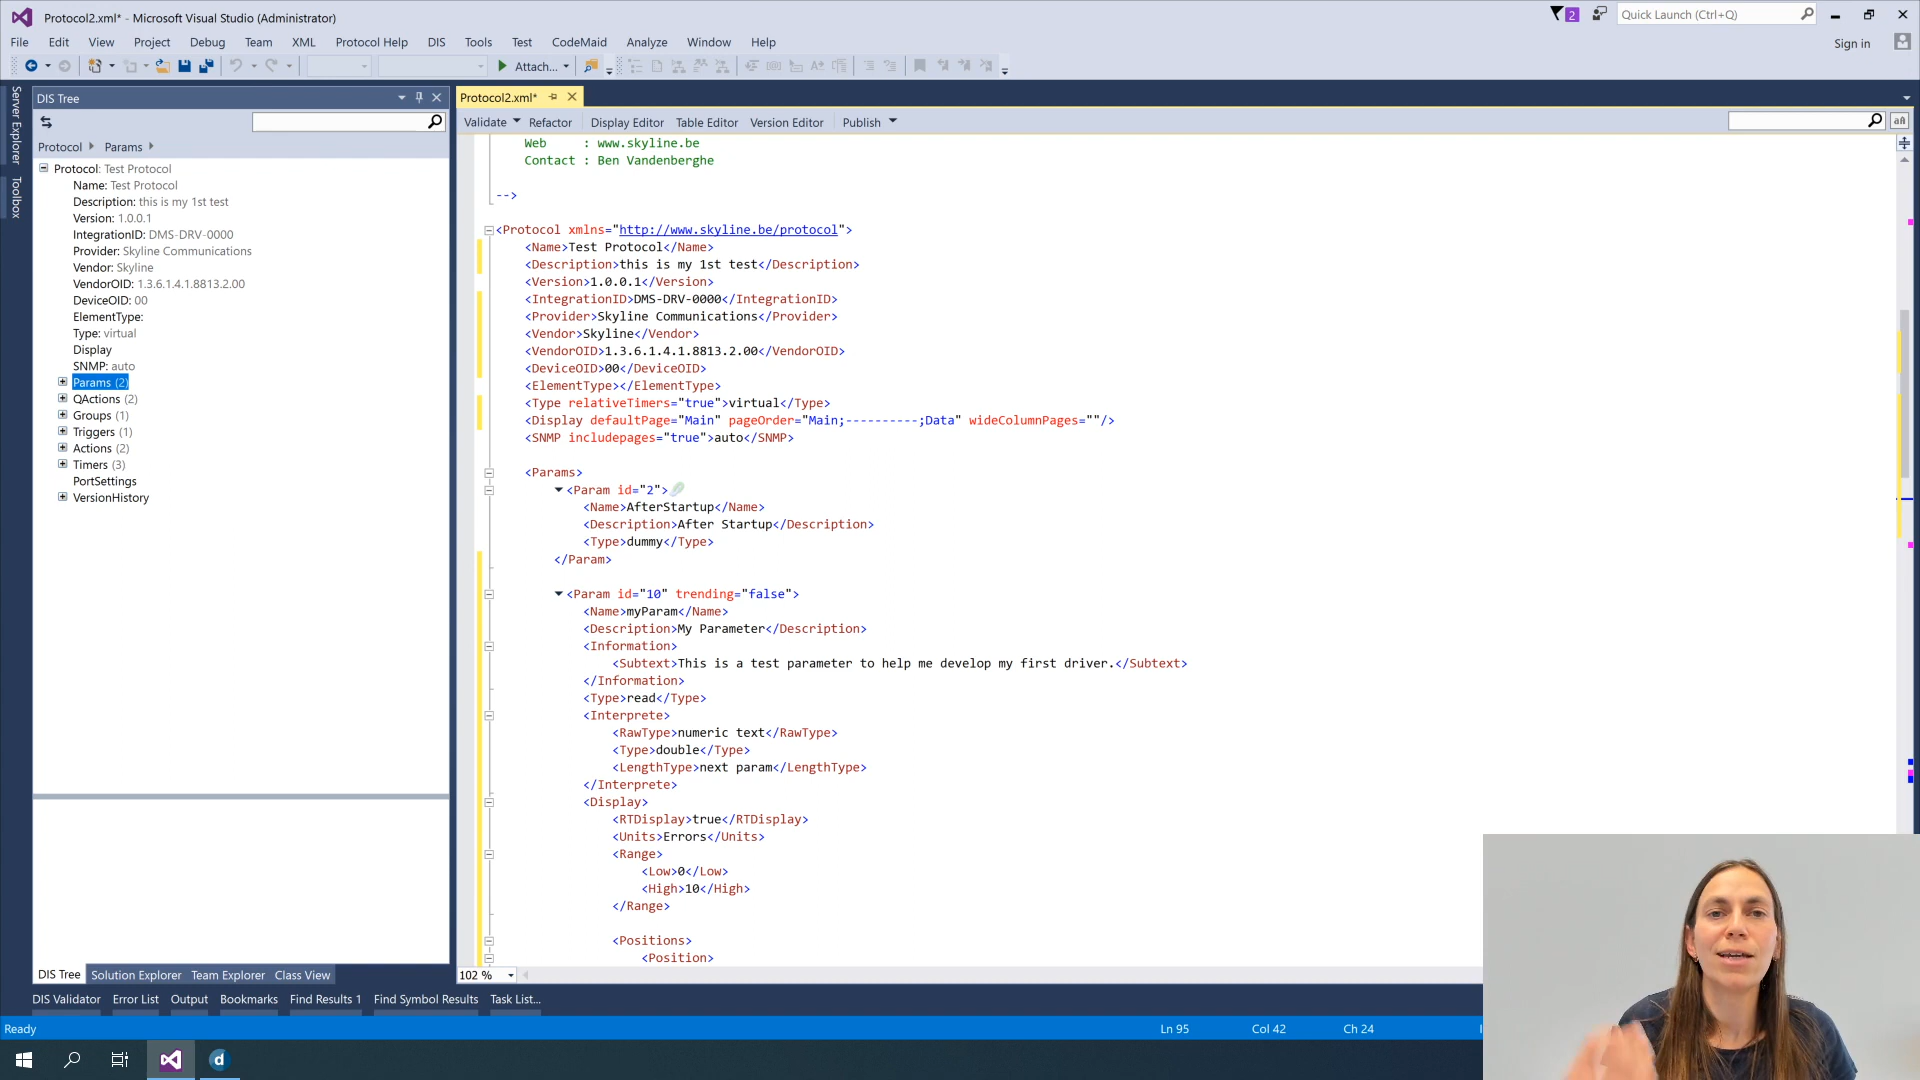 Protocol2.xml* - Microsoft Visual Studio (Administrator)
2
Quick Launch (Ctrl+Q)
File Edit View Project Debug Team XML Protocol Help DIS Tools Test CodeMaid Analyze Window Help
Sign in
Attach...
Server Explorer
Toolbox
DIS Tree
Protocol Params
Protocol: Test Protocol
Name: Test Protocol
Description: this is my 1st test
Version: 1.0.0.1
IntegrationID: DMS-DRV-0000
Provider: Skyline Communications
Vendor: Skyline
VendorOID: 1.3.6.1.4.1.8813.2.00
DeviceOID: 00
ElementType:
Type: virtual
Display
SNMP: auto
Params (2)
QActions (2)
Groups (1)
Triggers (1)
Actions (2)
Timers (3)
PortSettings
VersionHistory
DIS Tree Solution Explorer Team Explorer Class View
Protocol2.xml*
Validate Refactor Display Editor Table Editor Version Editor Publish
Web : www.skyline.be
Contact : Ben Vandenberghe
-->
<Protocol xmlns="http://www.skyline.be/protocol">
<Name>Test Protocol</Name>
<Description>this is my 1st test</Description>
<Version>1.0.0.1</Version>
<IntegrationID>DMS-DRV-0000</IntegrationID>
<Provider>Skyline Communications</Provider>
<Vendor>Skyline</Vendor>
<VendorOID>1.3.6.1.4.1.8813.2.00</VendorOID>
<DeviceOID>00</DeviceOID>
<ElementType></ElementType>
<Type relativeTimers="true">virtual</Type>
<Display defaultPage="Main" pageOrder="Main;----------;Data" wideColumnPages=""/>
<SNMP includepages="true">auto</SNMP>
<Params>
<Param id="2">
<Name>AfterStartup</Name>
<Description>After Startup</Description>
<Type>dummy</Type>
</Param>
<Param id="10" trending="false">
<Name>myParam</Name>
<Description>My Parameter</Description>
<Information>
<Subtext>This is a test parameter to help me develop my first driver.</Subtext>
</Information>
<Type>read</Type>
<Interprete>
<RawType>numeric text</RawType>
<Type>double</Type>
<LengthType>next param</LengthType>
</Interprete>
<Display>
<RTDisplay>true</RTDisplay>
<Units>Errors</Units>
<Range>
<Low>0</Low>
<High>10</High>
</Range>
<Positions>
<Position>
102 %
DIS Validator Error List Output Bookmarks Find Results 1 Find Symbol Results Task List...
Ready
Ln 95 Col 42 Ch 24
d